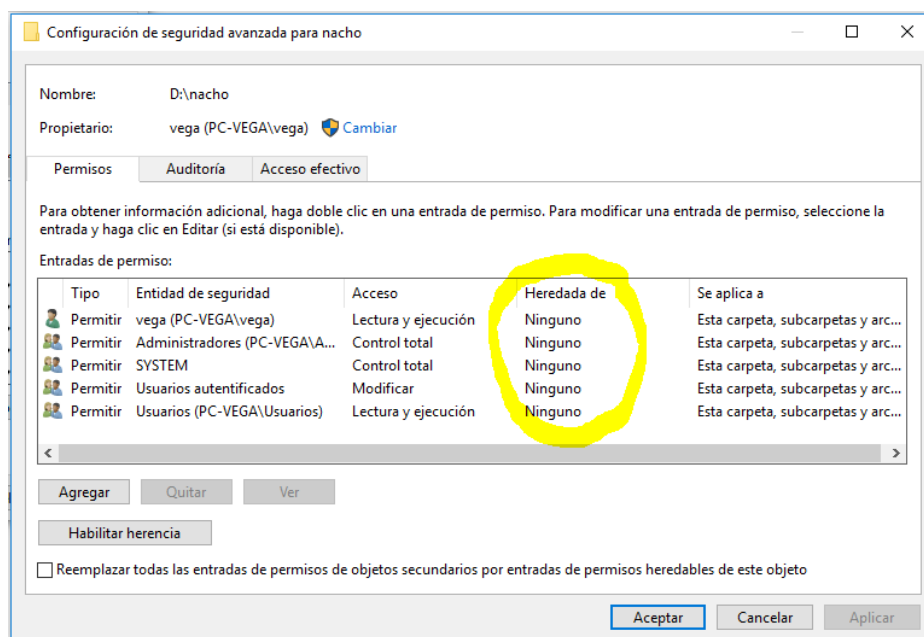 Configuración de seguridad avanzada para nacho
Nombre: D:\nacho
Propietario: vega (PC-VEGA\vega) Cambiar
Permisos Auditoría Acceso efectivo
Para obtener información adicional, haga doble clic en una entrada de permiso. Para modificar una entrada de permiso, seleccione la
entrada y haga clic en Editar (si está disponible).
Entradas de permiso:
Tipo Entidad de seguridad Acceso Heredada de Se aplica a
Permitir vega (PC-VEGA\vega) Lectura y ejecución Ninguno Esta carpeta, subcarpetas y arc...
Permitir Administradores (PC-VEGA\A... Control total Ninguno Esta carpeta, subcarpetas y arc...
Permitir SYSTEM Control total Ninguno Esta carpeta, subcarpetas y arc...
Permitir Usuarios autentificados Modificar Ninguno Esta carpeta, subcarpetas y arc...
Permitir Usuarios (PC-VEGA\Usuarios) Lectura y ejecución Ninguno Esta carpeta, subcarpetas y arc...
Agregar Quitar Ver
Habilitar herencia
Reemplazar todas las entradas de permisos de objetos secundarios por entradas de permisos heredables de este objeto
Aceptar Cancelar Aplicar